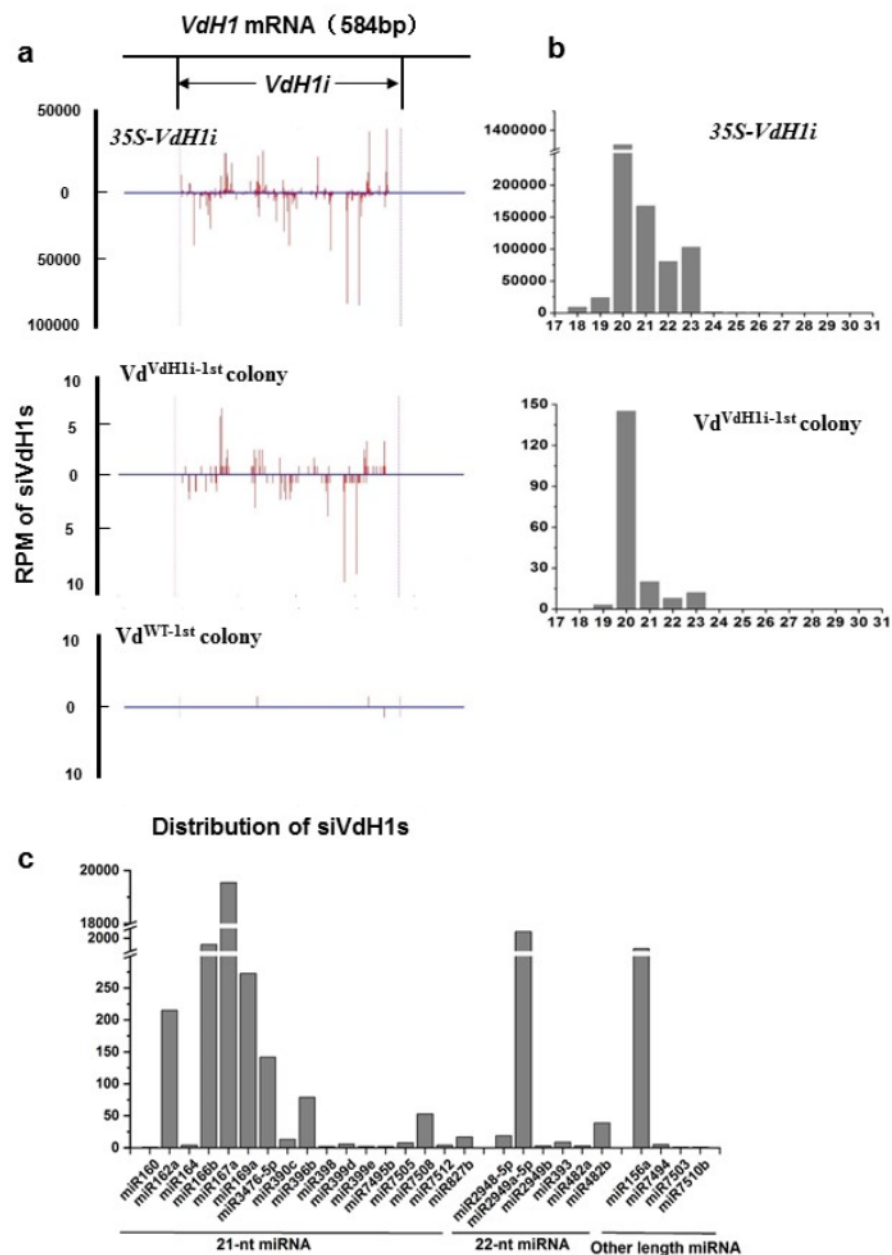 a
VdH1 mRNA（584bp）
VdH1i
RPM of siVdH1s
50000
0
50000
100000
35S-VdH1i
10
5
0
5
10
VdVdH1i-1st colony
10
0
10
VdWT-1st colony
Distribution of siVdH1s
b
35S-VdH1i
1400000
200000
150000
100000
50000
0
17 18 19 20 21 22 23 24 25 26 27 28 29 30 31
VdVdH1i-1st colony
150
120
90
60
30
0
17 18 19 20 21 22 23 24 25 26 27 28 29 30 31
c
20000
18000
2000
250
200
150
100
50
0
miR160
miR162a
miR164
miR166b
miR167a
miR169a
miR3476-5p
miR390c
miR396b
miR398
miR399d
miR399e
miR7495b
miR7505
miR7508
miR7512
miR827b
miR2948-5p
miR2949a-5p
miR2949b
miR393
miR482a
miR482b
miR156a
miR7494
miR7503
miR7510b
21-nt miRNA
22-nt miRNA
Other length miRNA